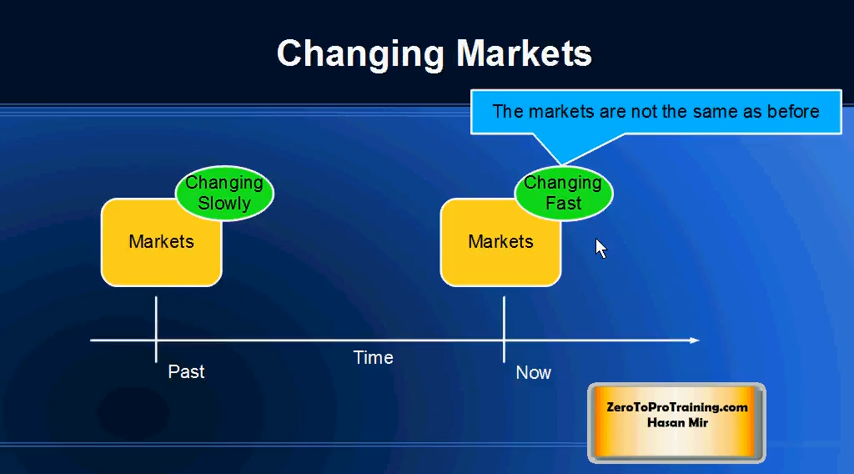 Changing Markets
The markets are not the same as before
Changing
Slowly
Markets
Changing
Fast
Markets
Time
Past
Now
ZeroToProTraining.com
Hasan Mir